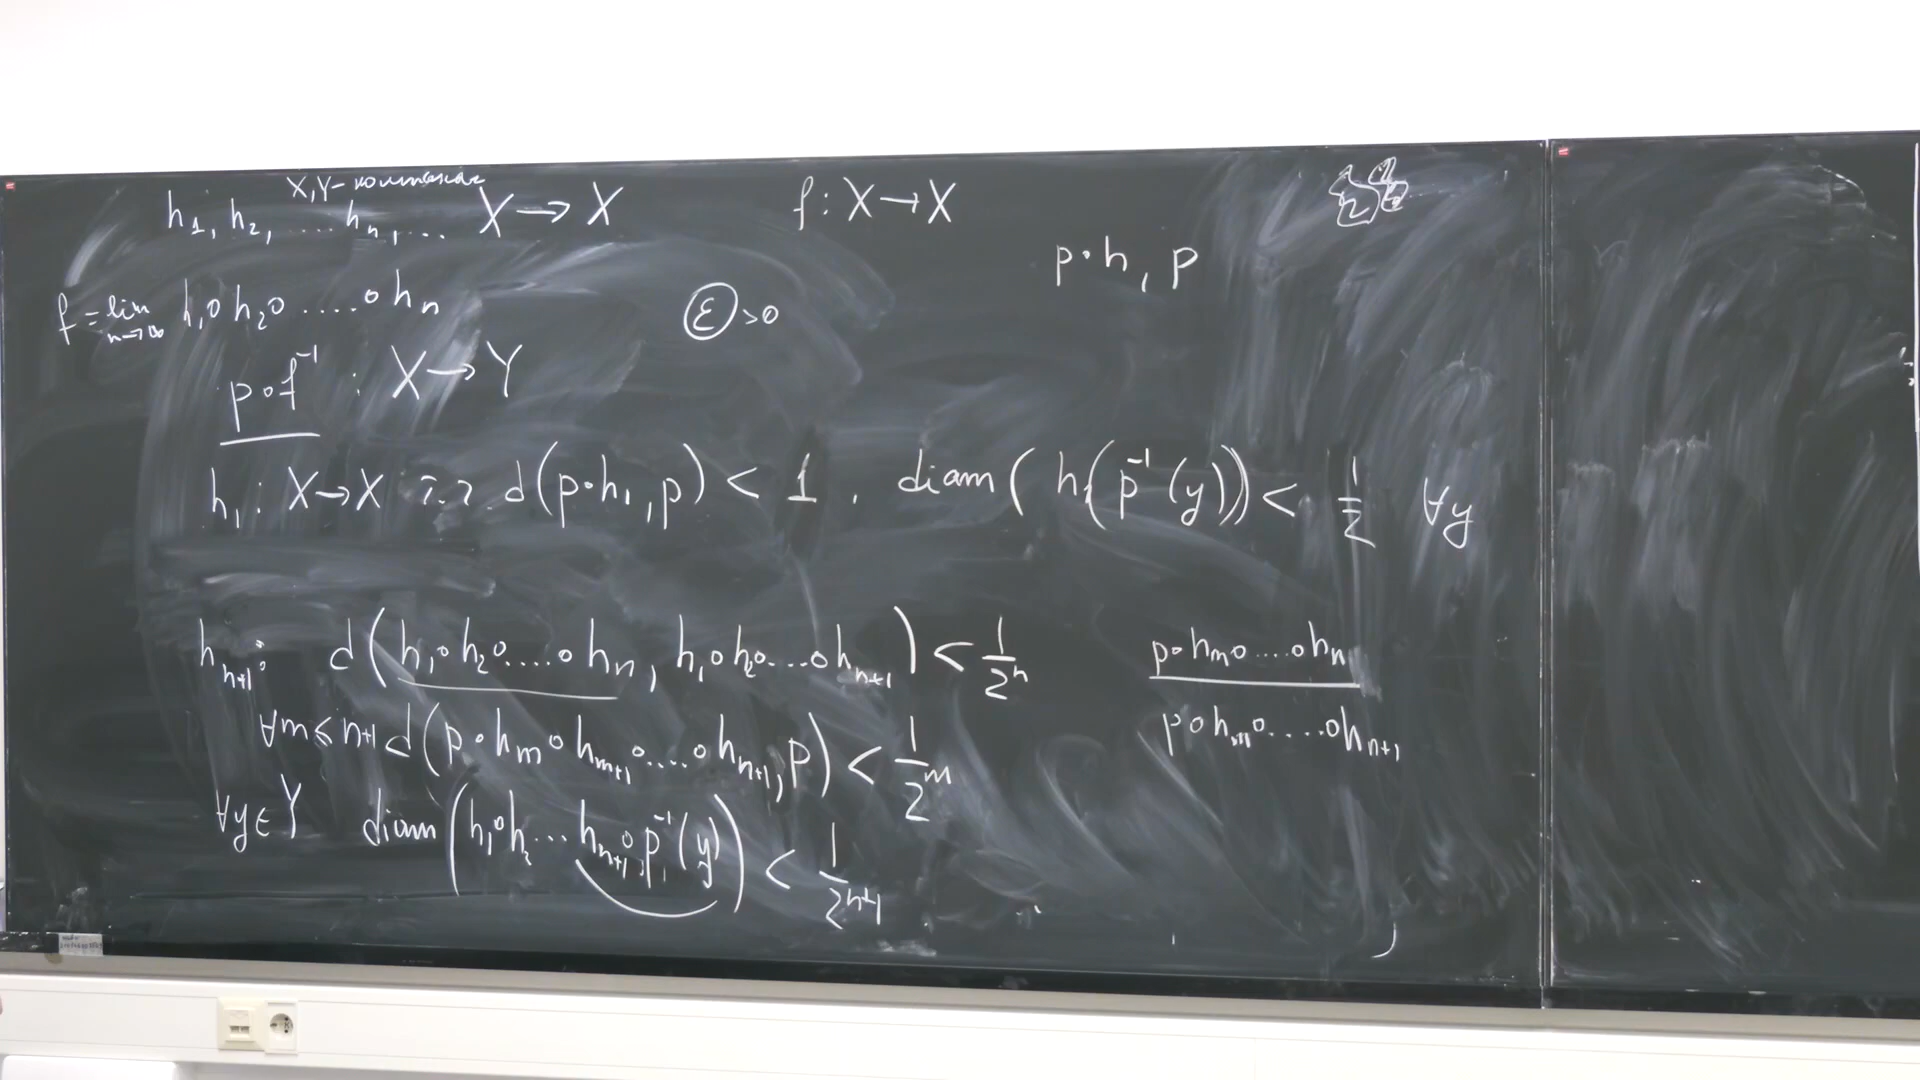 X, Y -
h₁, h₂, .... hₙ, ... X → X
f : X → X
p∘h, p
f = lim_{n→∞} h₁∘h₂∘ .... ∘hₙ
ε > 0
p∘f⁻¹ : X → Y
h₁ : X → X т.ч. d(p∘h₁, p) < 1, diam(h₁(p⁻¹(y))) < 1/2 ∀y
hₙ₊₁: d(h₁∘h₂∘....∘hₙ, h₁∘h₂∘...∘hₙ₊₁) < 1/2ⁿ
p∘hₘ∘....∘hₙ
∀m ≤ n+1 d(p∘hₘ∘hₘ₊₁∘....∘hₙ₊₁, p) < 1/2ᵐ
p∘hₘ∘....∘hₙ₊₁
∀y ∈ Y diam(h₁∘h₂...hₙ₊₁∘p⁻¹(y)) < 1/2ⁿ⁺¹